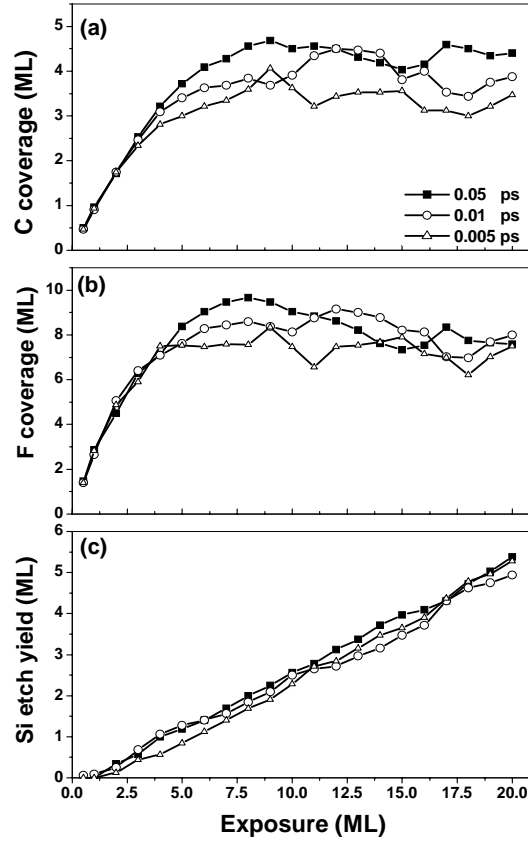 (a)
C coverage (ML)
5
4
3
2
1
0
0.05 ps
0.01 ps
0.005 ps
(b)
F coverage (ML)
10
8
6
4
2
0
(c)
Si etch yield (ML)
6
5
4
3
2
1
0
0.0 2.5 5.0 7.5 10.0 12.5 15.0 17.5 20.0
Exposure (ML)